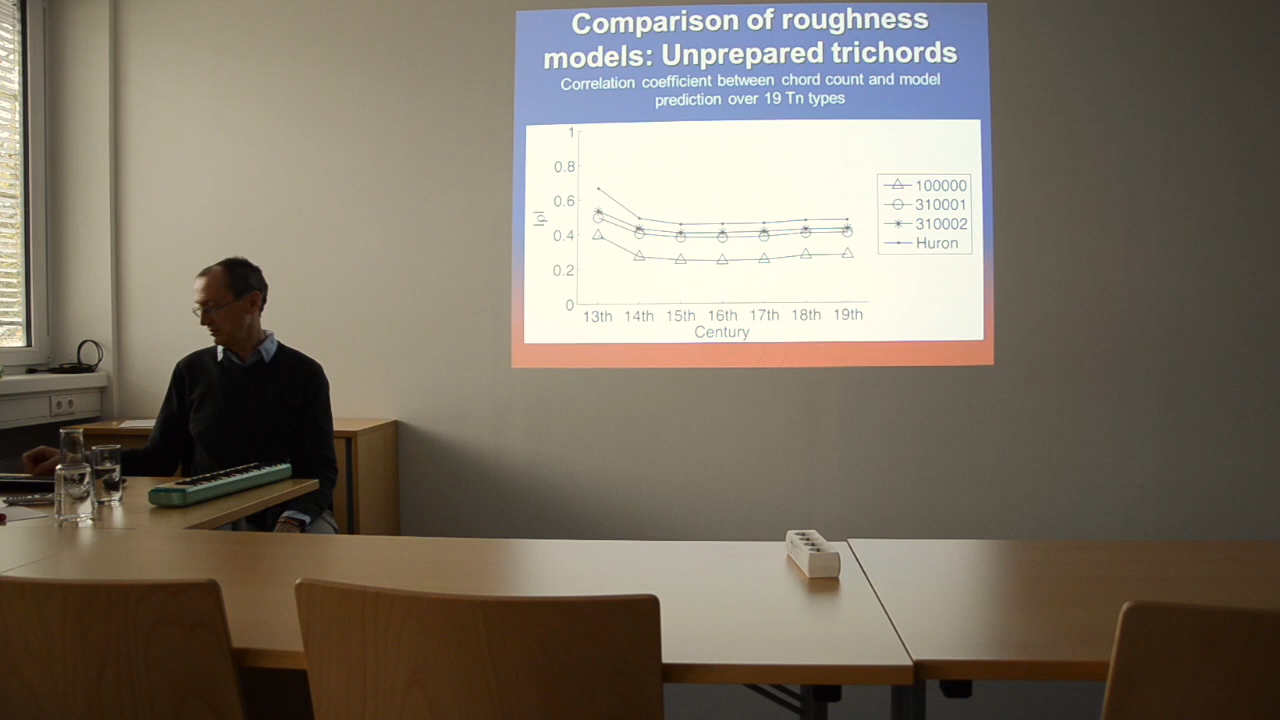 Comparison of roughness
models: Unprepared trichords
Correlation coefficient between chord count and model
prediction over 19 Tn types
1
0.8
0.6
0.4
0.2
0
|ρ|
13th 14th 15th 16th 17th 18th 19th
Century
100000
310001
310002
Huron